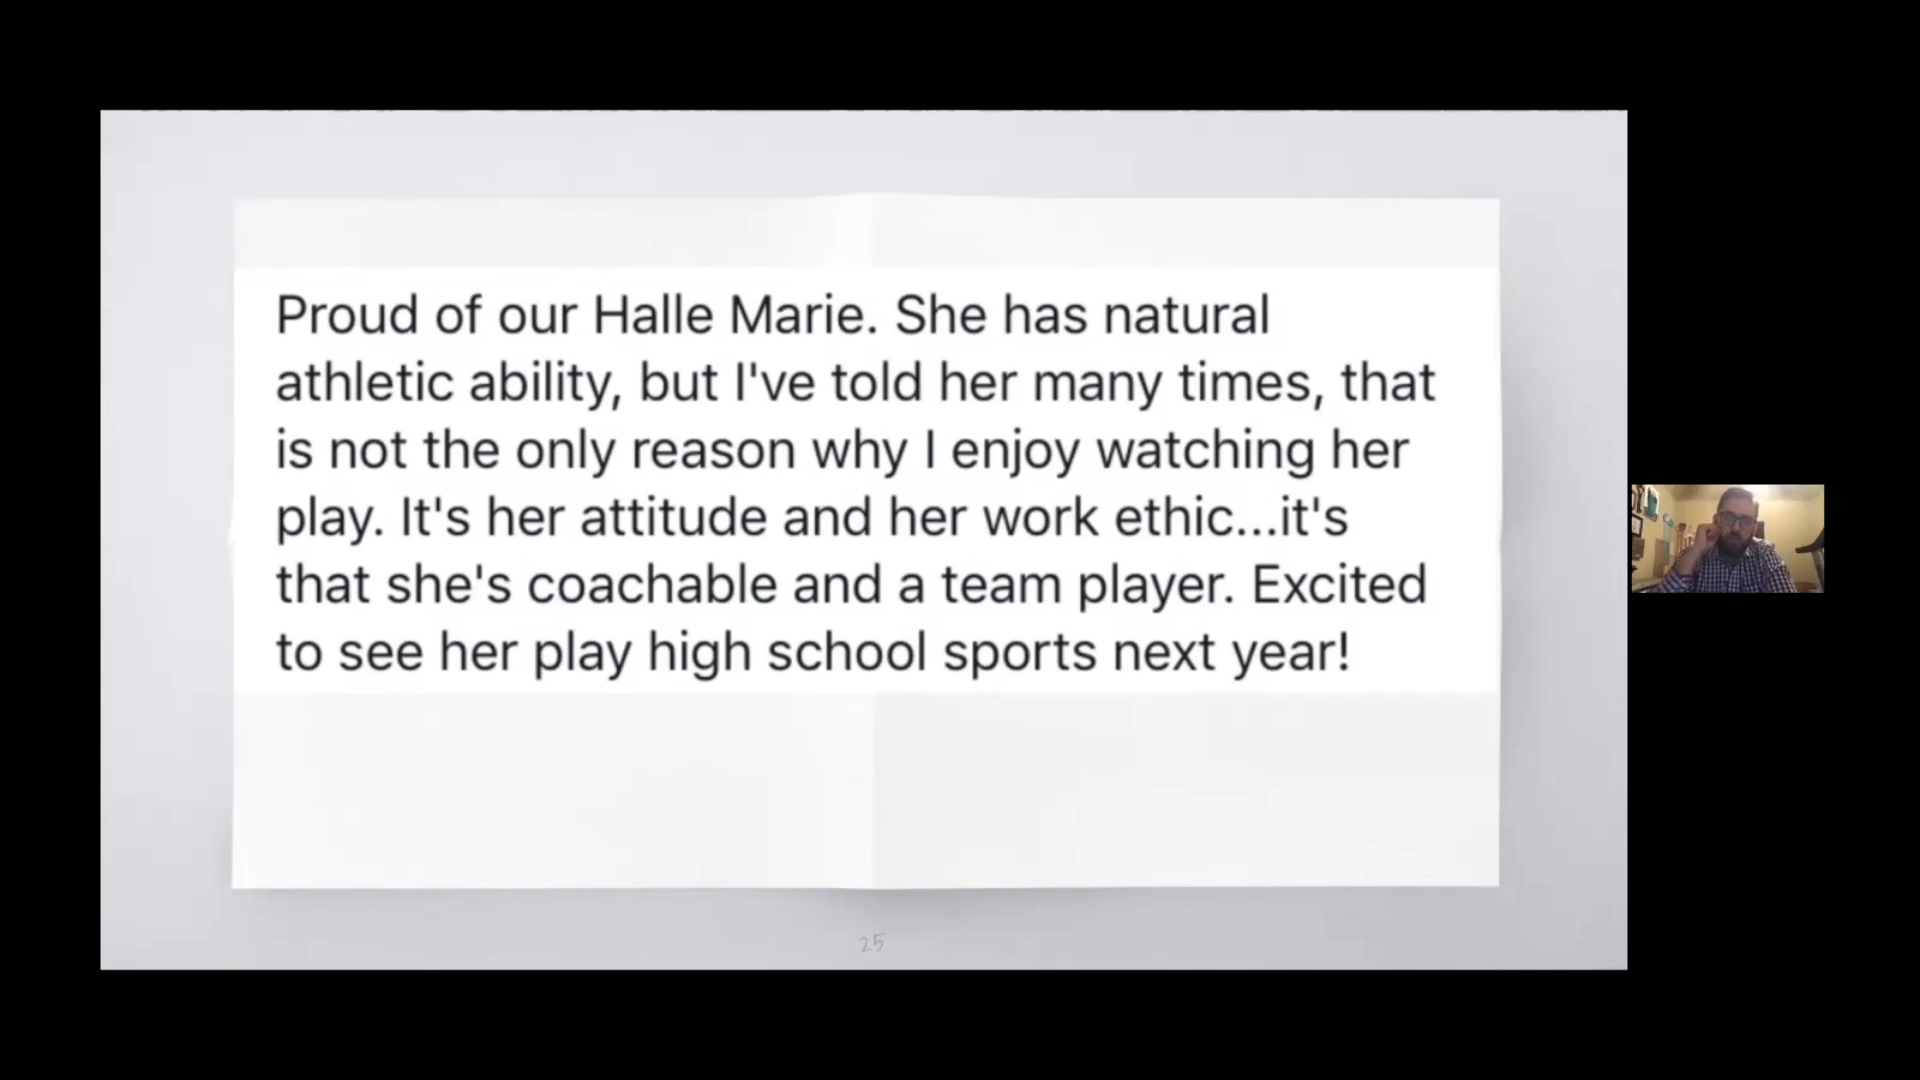 Proud of our Halle Marie. She has natural
athletic ability, but I've told her many times, that
is not the only reason why I enjoy watching her
play. It's her attitude and her work ethic...it's
that she's coachable and a team player. Excited
to see her play high school sports next year!
25